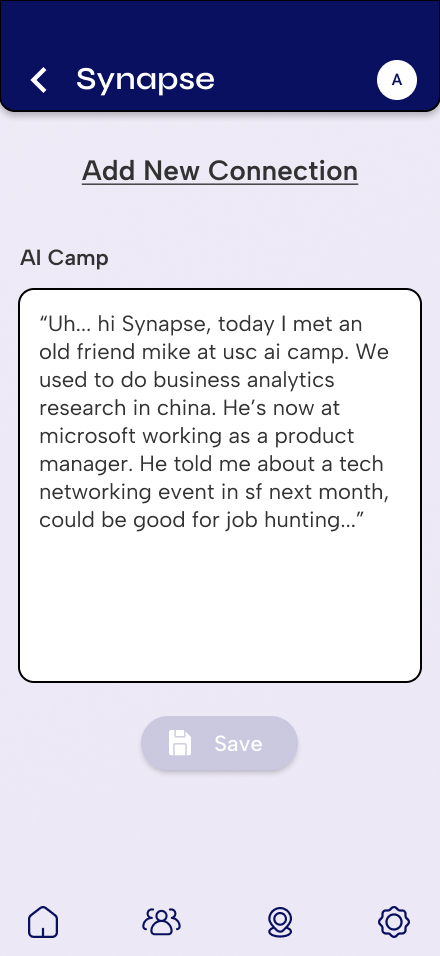 Synapse
A
Add New Connection
AI Camp
“Uh... hi Synapse, today I met an
old friend mike at usc ai camp. We
used to do business analytics
research in china. He’s now at
microsoft working as a product
manager. He told me about a tech
networking event in sf next month,
could be good for job hunting...”
Save